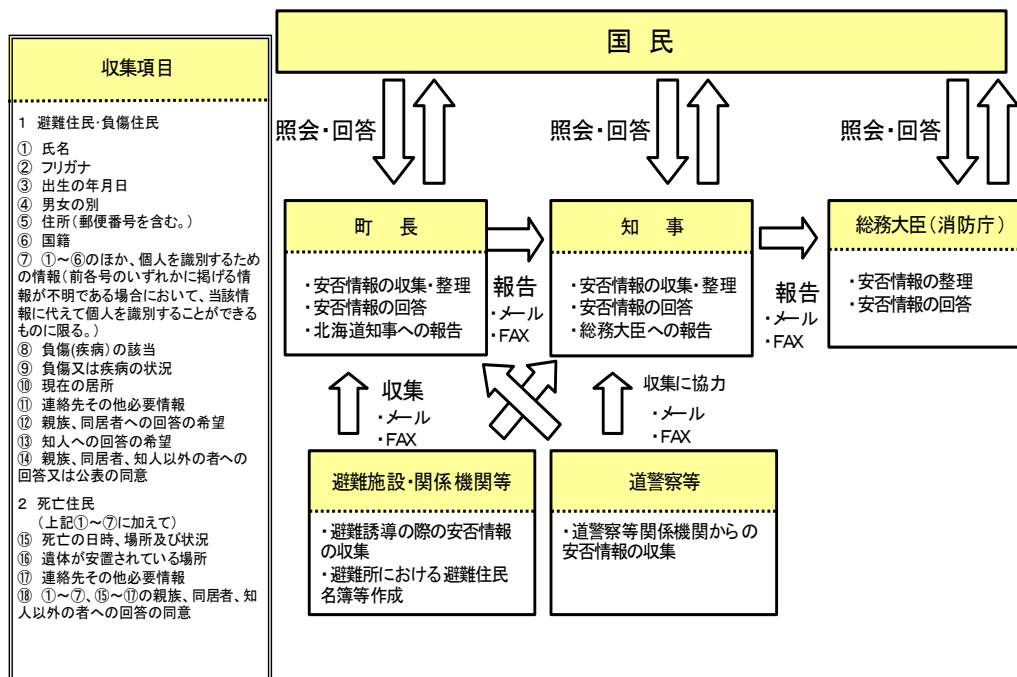 国 民
収集項目
1 避難住民・負傷住民
① 氏名
② フリガナ
③ 出生の年月日
④ 男女の別
⑤ 住所(郵便番号を含む。)
⑥ 国籍
⑦ ①～⑥のほか、個人を識別するため
の情報(前各号のいずれかに掲げる情
報が不明である場合において、当該情
報に代えて個人を識別することができる
ものに限る。)
⑧ 負傷(疾病)の該当
⑨ 負傷又は疾病の状況
⑩ 現在の居所
⑪ 連絡先その他必要情報
⑫ 親族、同居者への回答の希望
⑬ 知人への回答の希望
⑭ 親族、同居者、知人以外の者への
回答又は公表の同意
2 死亡住民
(上記①～⑦に加えて)
⑮ 死亡の日時、場所及び状況
⑯ 遺体が安置されている場所
⑰ 連絡先その他必要情報
⑱ ①～⑦、⑮～⑰の親族、同居者、知
人以外の者への回答の同意
照会・回答
照会・回答
照会・回答
町 長
・安否情報の収集・整理
・安否情報の回答
・北海道知事への報告
報告
・メール
・FAX
知 事
・安否情報の収集・整理
・安否情報の回答
・総務大臣への報告
報告
・メール
・FAX
総務大臣(消防庁)
・安否情報の整理
・安否情報の回答
収集
・メール
・FAX
収集に協力
・メール
・FAX
避難施設・関係機関等
・避難誘導の際の安否情報
の収集
・避難所における避難住民
名簿等作成
道警察等
・道警察等関係機関からの
安否情報の収集